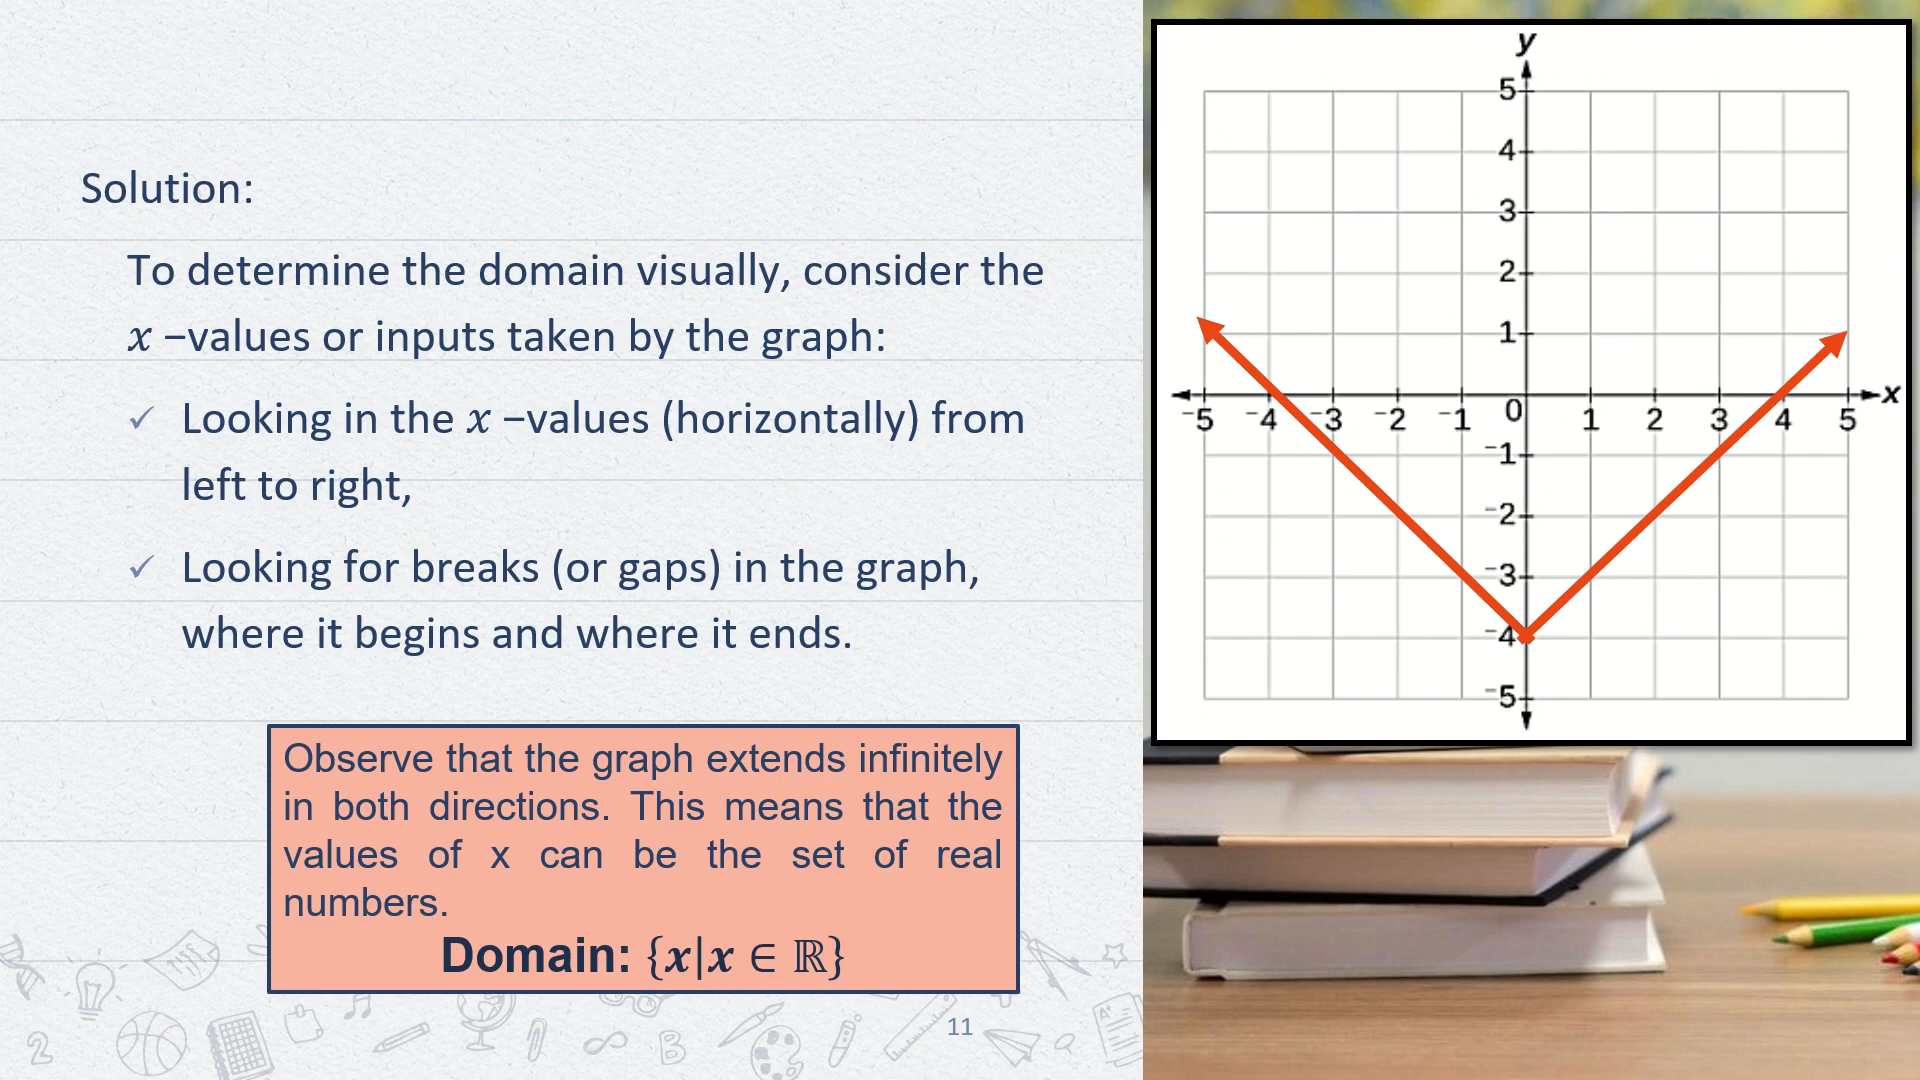 Solution:
To determine the domain visually, consider the
x −values or inputs taken by the graph:
✓ Looking in the x −values (horizontally) from
left to right,
✓ Looking for breaks (or gaps) in the graph,
where it begins and where it ends.
Observe that the graph extends infinitely
in both directions. This means that the
values of x can be the set of real
numbers.
Domain: {x|x ∈ ℝ}
11
y
5
4
3
2
1
x
-5 -4 -3 -2 -1 0 1 2 3 4 5
-1
-2
-3
-4
-5